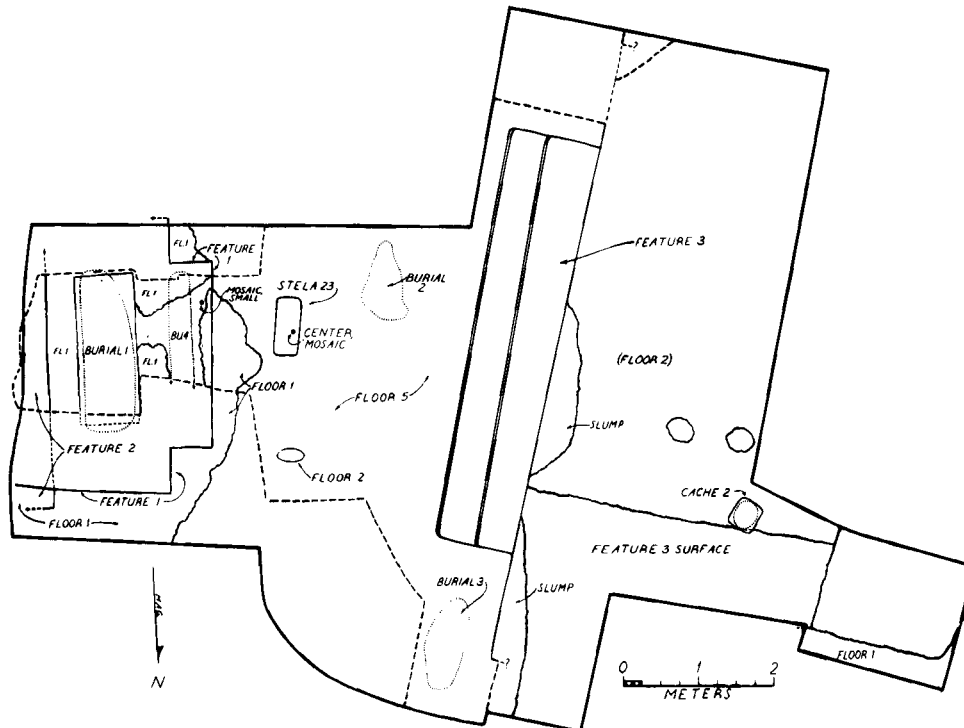 FEATURE 3
FL1
FEATURE
1
BURIAL
2
STELA 23
MOSAIC,
SMALL
FL1
BU4
CENTER
MOSAIC
FL1
BURIAL 1
FL1
(FLOOR 2)
FLOOR 1
FLOOR 5
SLUMP
FEATURE 2
FLOOR 2
FEATURE 1
CACHE 2
FLOOR 1
FEATURE 3 SURFACE
BURIAL 3
SLUMP
MAG.
N
FLOOR 1
0 1 2
METERS